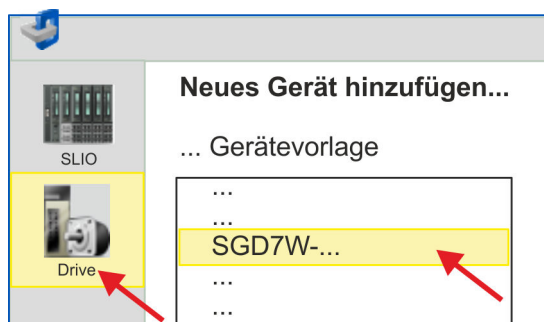 Neues Gerät hinzufügen...
SLIO
... Gerätevorlage
...
...
SGD7W-...
Drive
...
...